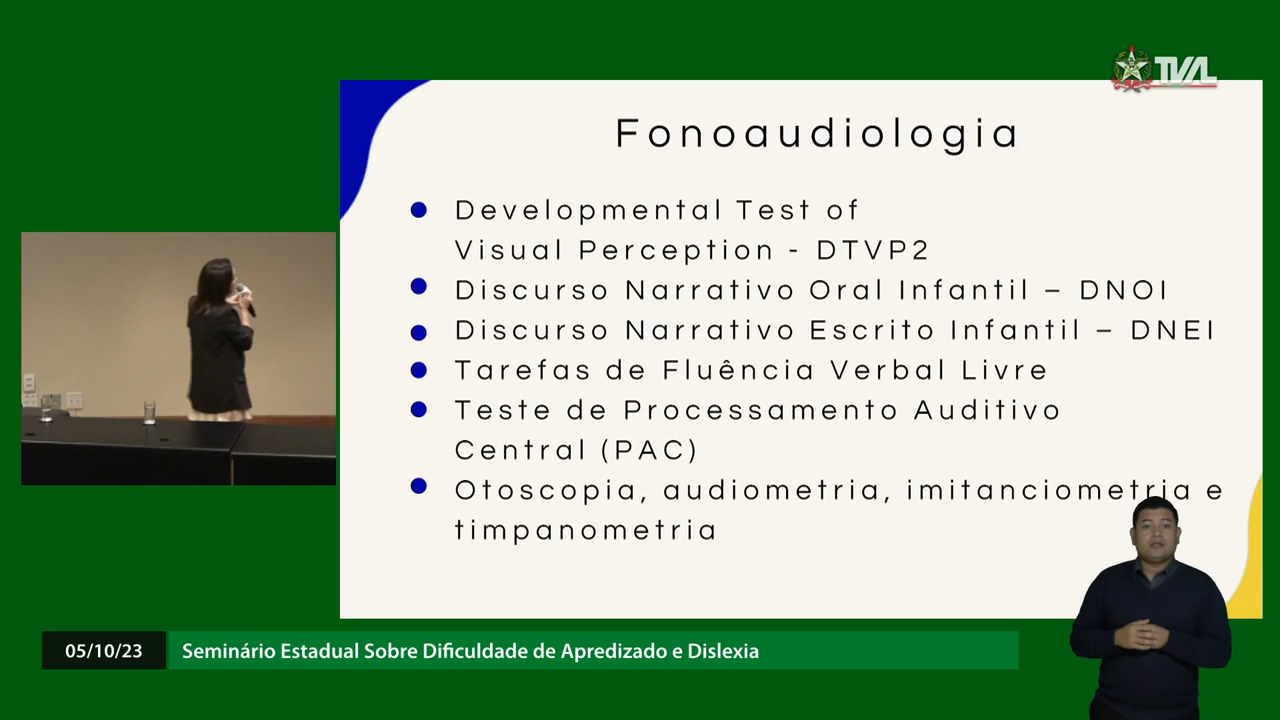 TVAL
Fonoaudiologia
Developmental Test of
Visual Perception - DTVP2
Discurso Narrativo Oral Infantil – DNOI
Discurso Narrativo Escrito Infantil – DNEI
Tarefas de Fluência Verbal Livre
Teste de Processamento Auditivo
Central (PAC)
Otoscopia, audiometria, imitanciometria e
timpanometria
05/10/23 Seminário Estadual Sobre Dificuldade de Apredizado e Dislexia